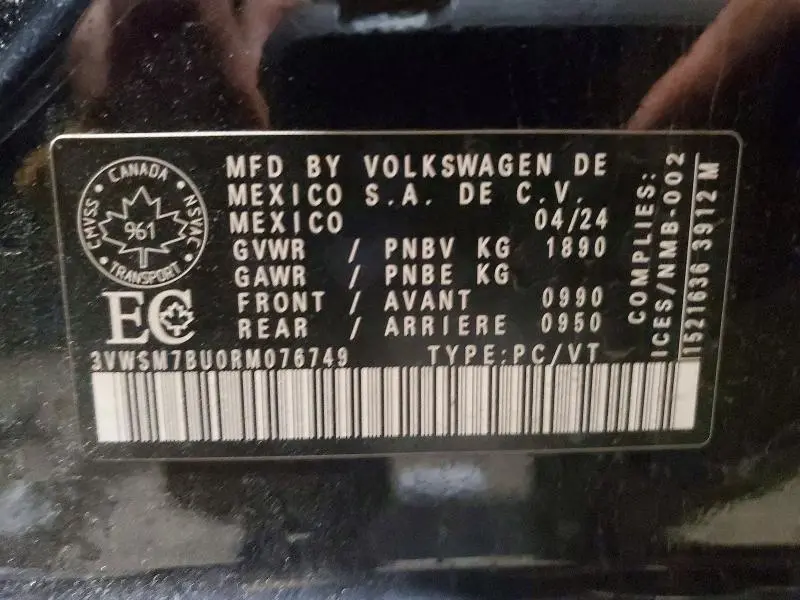 CANADA
CMVSS NSVAC
961
TRANSPORT
EC
MFD BY VOLKSWAGEN DE
MEXICO S.A. DE C.V.
MEXICO 04/24
GVWR / PNBV KG 1890
GAWR / PNBE KG
FRONT / AVANT 0990
REAR / ARRIERE 0950
3VWSM7BU0RM076749 TYPE:PC/VT
COMPLIES:
ICES/NMB-002
1521636 3912 M